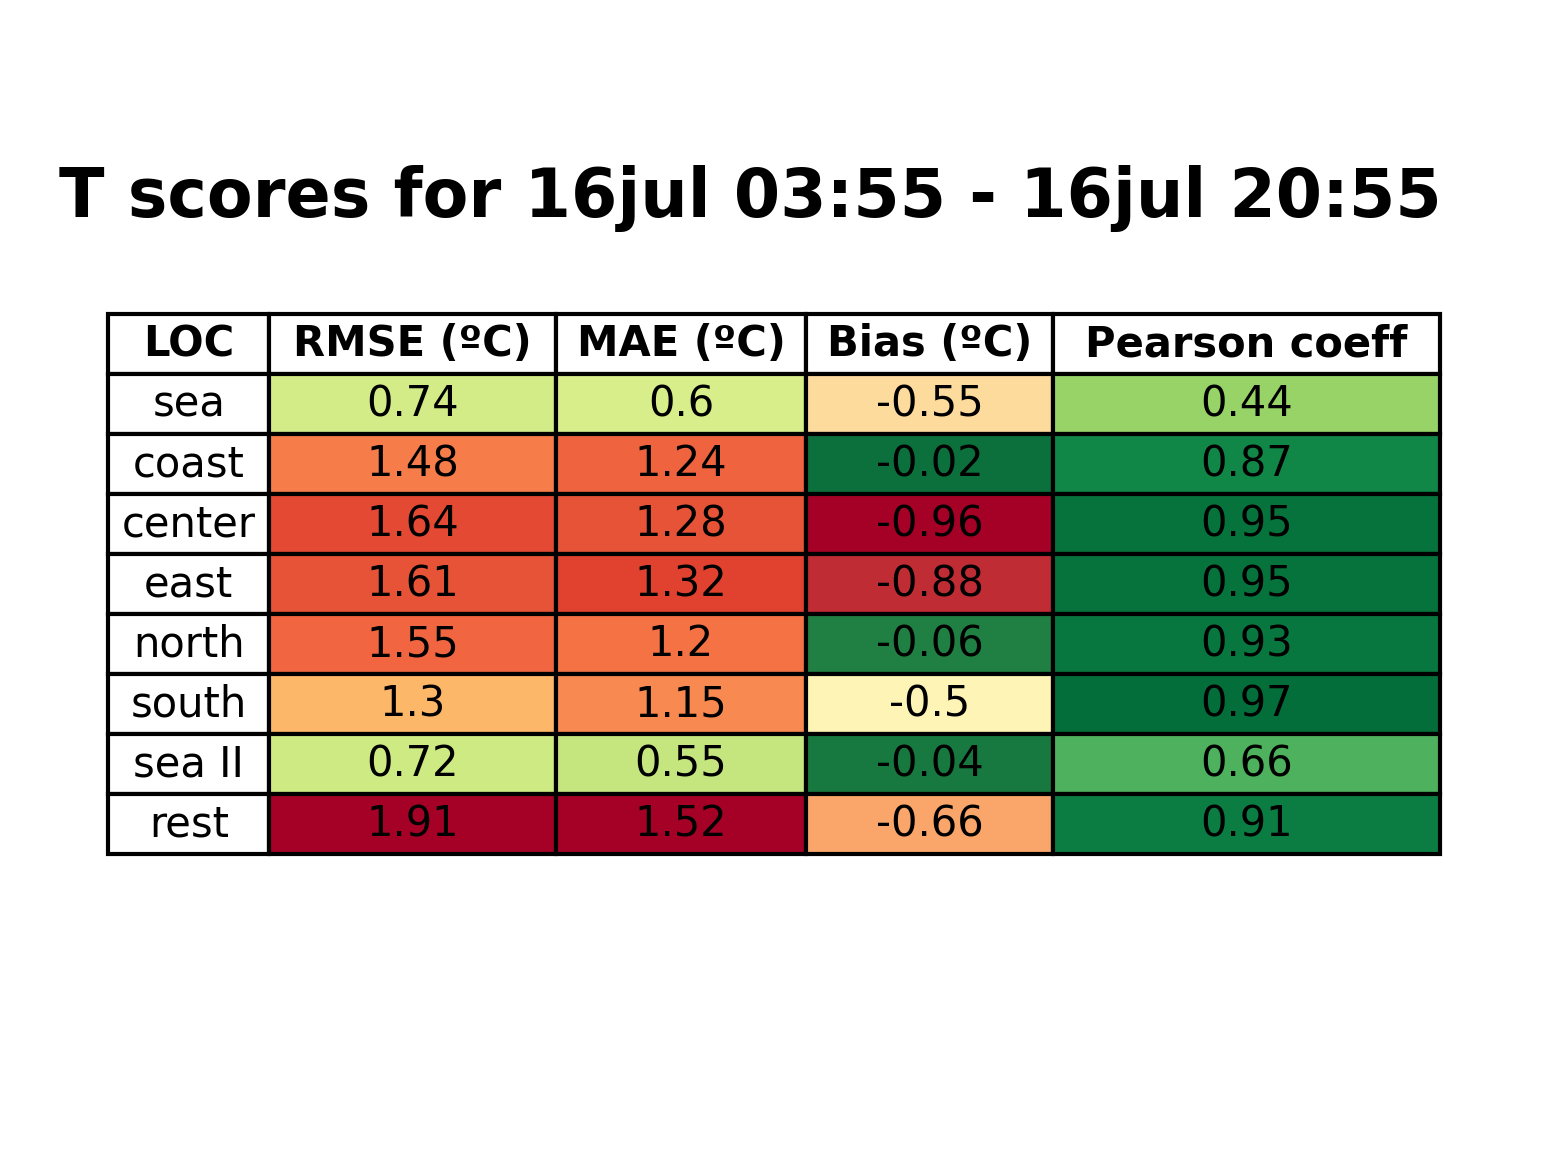 T scores for 16jul 03:55 - 16jul 20:55
LOC RMSE (ºC) MAE (ºC) Bias (ºC) Pearson coeff
sea 0.74 0.6 -0.55 0.44
coast 1.48 1.24 -0.02 0.87
center 1.64 1.28 -0.96 0.95
east 1.61 1.32 -0.88 0.95
north 1.55 1.2 -0.06 0.93
south 1.3 1.15 -0.5 0.97
sea II 0.72 0.55 -0.04 0.66
rest 1.91 1.52 -0.66 0.91